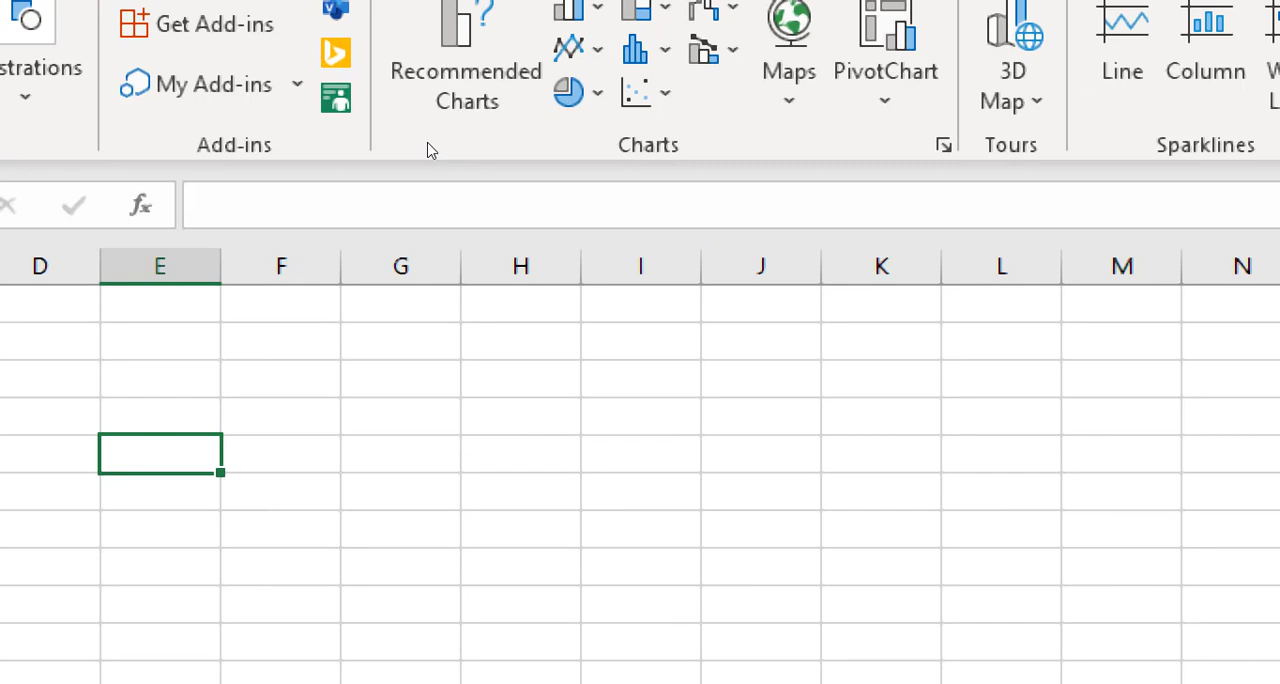 Get Add-ins
strations
My Add-ins
Add-ins
Recommended
Charts
Charts
Maps
PivotChart
3D
Map
Tours
Line
Column
W
L
Sparklines
fx
D E F G H I J K L M N